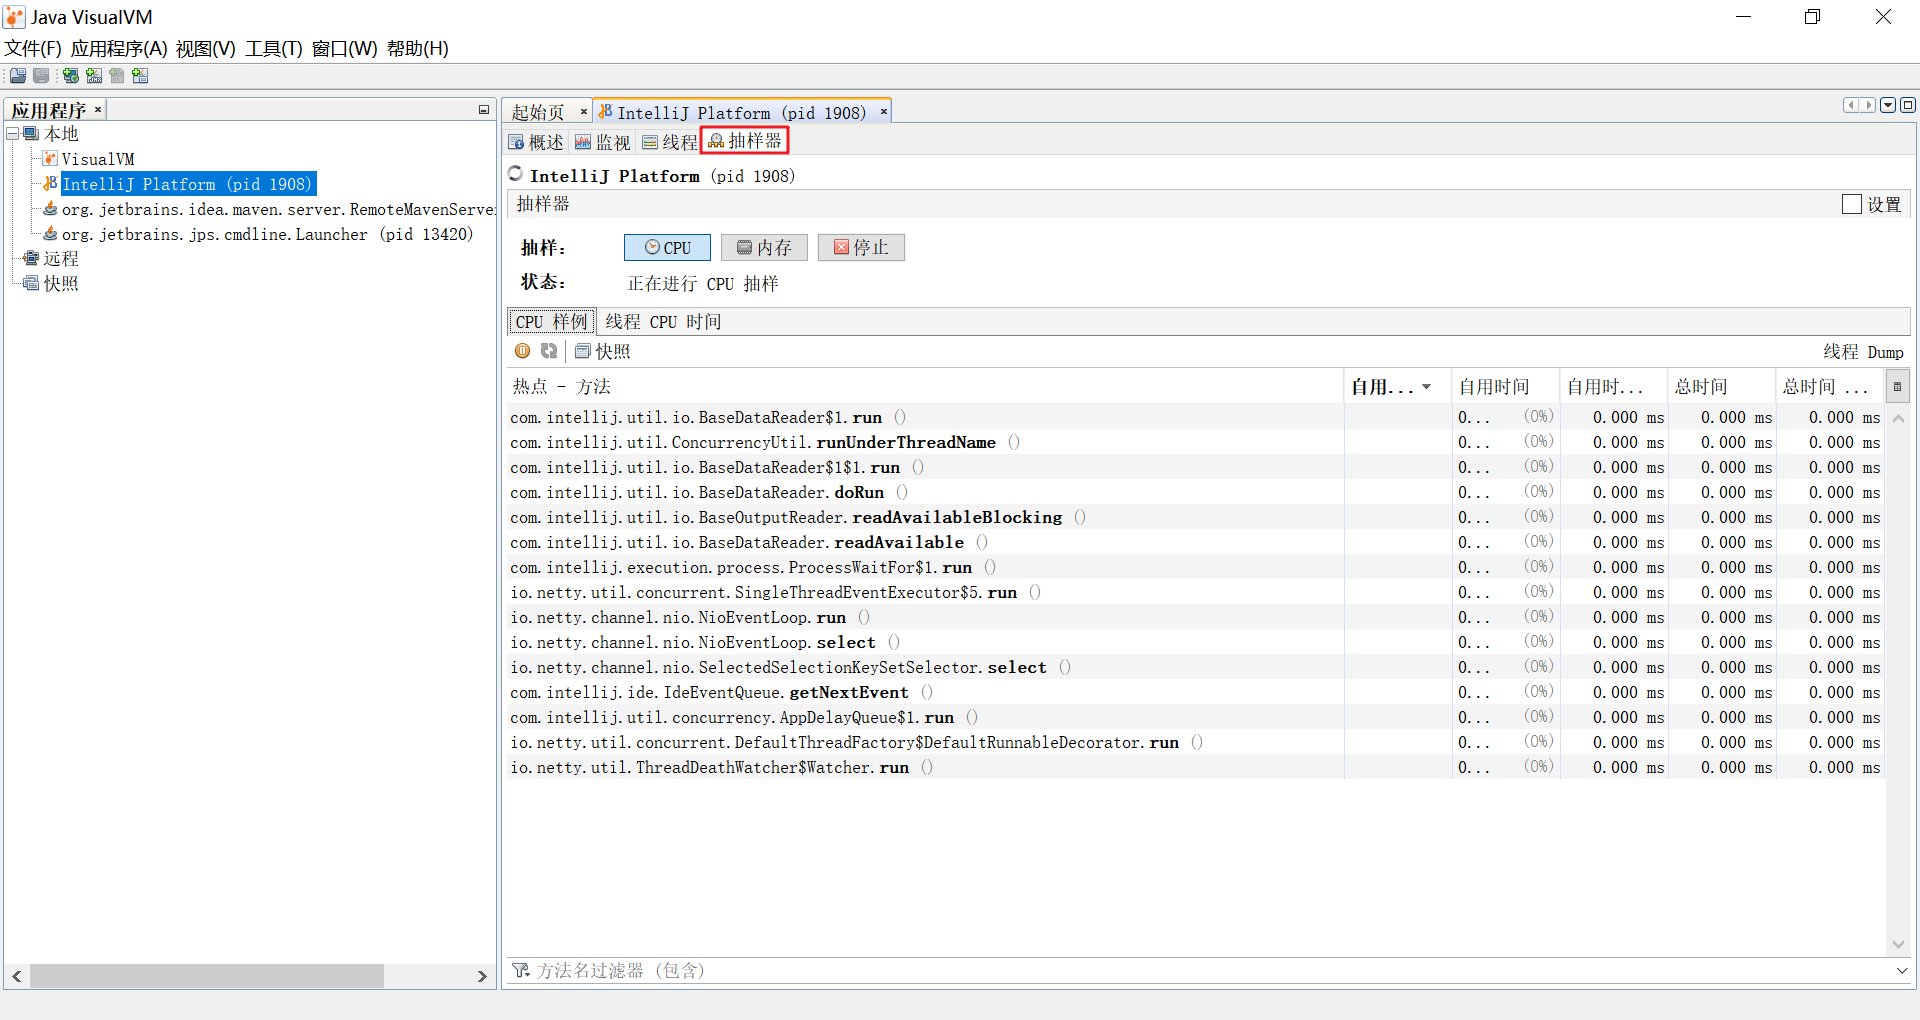 Java VisualVM
文件(F) 应用程序(A) 视图(V) 工具(T) 窗口(W) 帮助(H)
应用程序
本地
VisualVM
IntelliJ Platform (pid 1908)
org.jetbrains.idea.maven.server.RemoteMavenServe
org.jetbrains.jps.cmdline.Launcher (pid 13420)
远程
快照
起始页 IntelliJ Platform (pid 1908)
概述 监视 线程 抽样器
IntelliJ Platform (pid 1908)
抽样器 设置
抽样： CPU 内存 停止
状态： 正在进行 CPU 抽样
CPU 样例 线程 CPU 时间
快照 线程 Dump
热点 - 方法 自用... 自用时间 自用时... 总时间 总时间 ...
com.intellij.util.io.BaseDataReader$1.run () 0... (0%) 0.000 ms 0.000 ms 0.000 ms
com.intellij.util.ConcurrencyUtil.runUnderThreadName () 0... (0%) 0.000 ms 0.000 ms 0.000 ms
com.intellij.util.io.BaseDataReader$1$1.run () 0... (0%) 0.000 ms 0.000 ms 0.000 ms
com.intellij.util.io.BaseDataReader.doRun () 0... (0%) 0.000 ms 0.000 ms 0.000 ms
com.intellij.util.io.BaseOutputReader.readAvailableBlocking () 0... (0%) 0.000 ms 0.000 ms 0.000 ms
com.intellij.util.io.BaseDataReader.readAvailable () 0... (0%) 0.000 ms 0.000 ms 0.000 ms
com.intellij.execution.process.ProcessWaitFor$1.run () 0... (0%) 0.000 ms 0.000 ms 0.000 ms
io.netty.util.concurrent.SingleThreadEventExecutor$5.run () 0... (0%) 0.000 ms 0.000 ms 0.000 ms
io.netty.channel.nio.NioEventLoop.run () 0... (0%) 0.000 ms 0.000 ms 0.000 ms
io.netty.channel.nio.NioEventLoop.select () 0... (0%) 0.000 ms 0.000 ms 0.000 ms
io.netty.channel.nio.SelectedSelectionKeySetSelector.select () 0... (0%) 0.000 ms 0.000 ms 0.000 ms
com.intellij.ide.IdeEventQueue.getNextEvent () 0... (0%) 0.000 ms 0.000 ms 0.000 ms
com.intellij.util.concurrency.AppDelayQueue$1.run () 0... (0%) 0.000 ms 0.000 ms 0.000 ms
io.netty.util.concurrent.DefaultThreadFactory$DefaultRunnableDecorator.run () 0... (0%) 0.000 ms 0.000 ms 0.000 ms
io.netty.util.ThreadDeathWatcher$Watcher.run () 0... (0%) 0.000 ms 0.000 ms 0.000 ms
方法名过滤器 (包含)